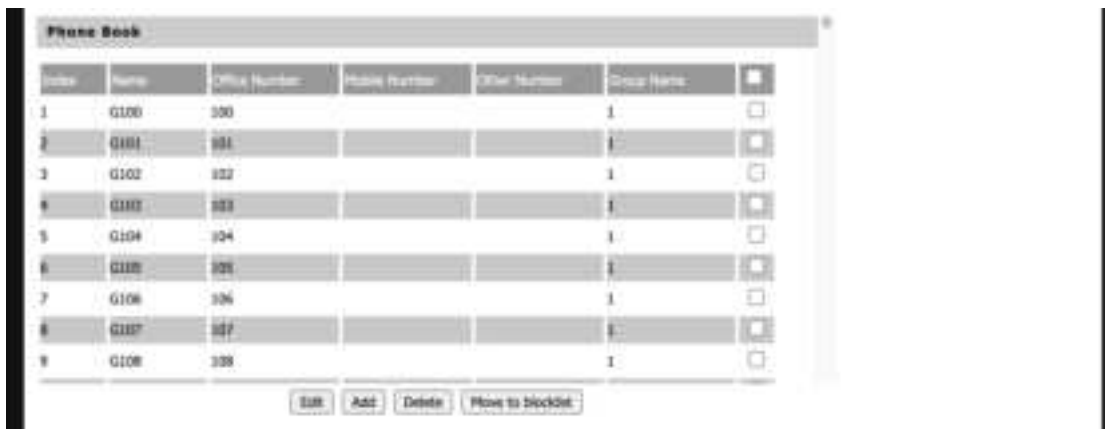 Phone Book
Index Name Office Number Mobile Number Other Number Group Name
1 G100 100 1
2 G101 101 1
3 G102 102 1
4 G103 103 1
5 G104 104 1
6 G105 105 1
7 G106 106 1
8 G107 107 1
9 G108 108 1
Edit Add Delete Move to blocklist